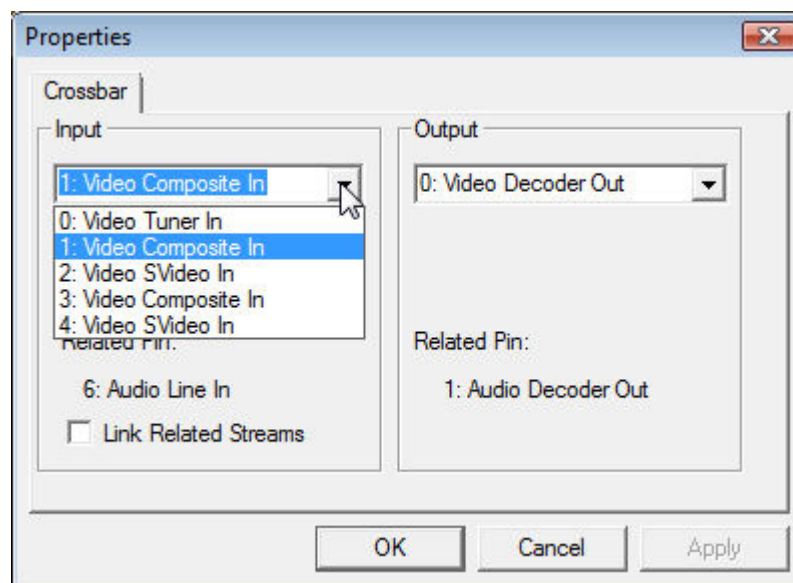 Properties
Crossbar
Input
1: Video Composite In
0: Video Tuner In
1: Video Composite In
2: Video SVideo In
3: Video Composite In
4: Video SVideo In
Related Pin:
6: Audio Line In
Link Related Streams
Output
0: Video Decoder Out
Related Pin:
1: Audio Decoder Out
OK
Cancel
Apply